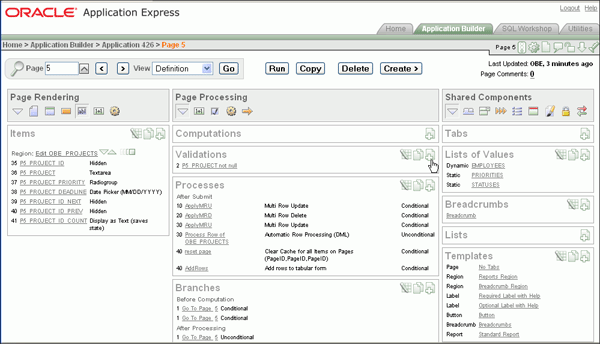 ORACLE Application Express
Logout Help
Home Application Builder SQL Workshop Utilities
Home > Application Builder > Application 426 > Page 5
Page 5
Page 5 View Definition Go Run Copy Delete Create >
Last Updated: OBE, 3 minutes ago
Page Comments: 0
Page Rendering
Items
Region: Edit OBE_PROJECTS
35 P5_PROJECT_ID Hidden
36 P5_PROJECT Textarea
37 P5_PROJECT_PRIORITY Radiogroup
38 P5_PROJECT_DEADLINE Date Picker (MM/DD/YYYY)
39 P5_PROJECT_ID_NEXT Hidden
40 P5_PROJECT_ID_PREV Hidden
41 P5_PROJECT_ID_COUNT Display as Text (saves
state)
Page Processing
Computations
Validations
2 P5_PROJECT not null
Processes
After Submit
10 ApplyMRU Multi Row Update Conditional
20 ApplyMRD Multi Row Delete Conditional
30 ApplyMRU Multi Row Update Conditional
30 Process Row of Automatic Row Processing (DML) Unconditional
OBE_PROJECTS
40 reset page Clear Cache for all Items on Pages Conditional
(PageID,PageID,PageID)
40 AddRows Add rows to tabular form Conditional
Branches
Before Computation
1 Go To Page 5 Conditional
1 Go To Page 5 Conditional
After Processing
1 Go To Page 5 Unconditional
Shared Components
Tabs
Lists of Values
Dynamic EMPLOYEES
Static PRIORITIES
Static STATUSES
Breadcrumbs
Breadcrumb
Lists
Templates
Page No Tabs
Region Reports Region
Region Breadcrumb Region
Label Required Label with Help
Label Optional Label with Help
Button Button
Breadcrumb Breadcrumbs
Report Standard Report